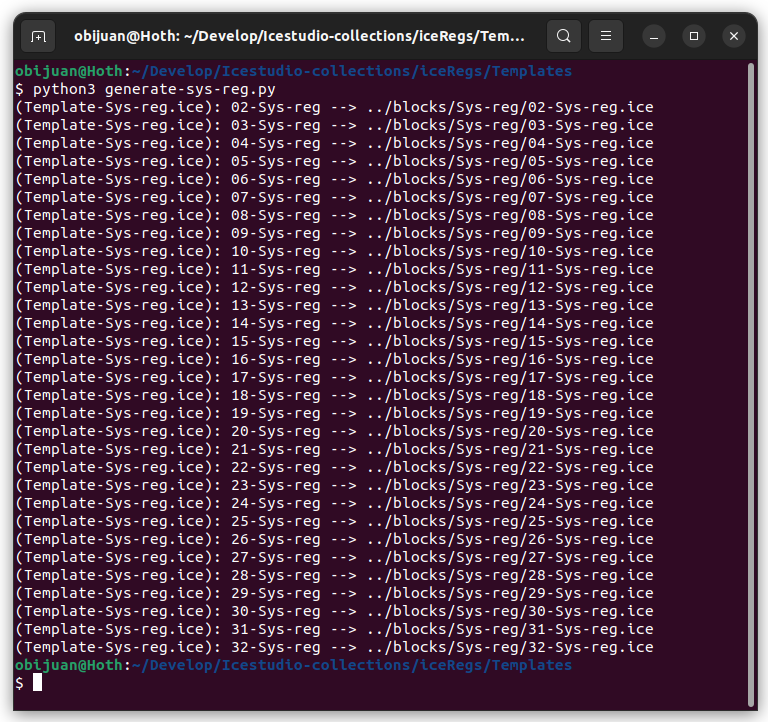 obijuan@Hoth: ~/Develop/Icestudio-collections/iceRegs/Tem...
obijuan@Hoth:~/Develop/Icestudio-collections/iceRegs/Templates
$ python3 generate-sys-reg.py
(Template-Sys-reg.ice): 02-Sys-reg --> ../blocks/Sys-reg/02-Sys-reg.ice
(Template-Sys-reg.ice): 03-Sys-reg --> ../blocks/Sys-reg/03-Sys-reg.ice
(Template-Sys-reg.ice): 04-Sys-reg --> ../blocks/Sys-reg/04-Sys-reg.ice
(Template-Sys-reg.ice): 05-Sys-reg --> ../blocks/Sys-reg/05-Sys-reg.ice
(Template-Sys-reg.ice): 06-Sys-reg --> ../blocks/Sys-reg/06-Sys-reg.ice
(Template-Sys-reg.ice): 07-Sys-reg --> ../blocks/Sys-reg/07-Sys-reg.ice
(Template-Sys-reg.ice): 08-Sys-reg --> ../blocks/Sys-reg/08-Sys-reg.ice
(Template-Sys-reg.ice): 09-Sys-reg --> ../blocks/Sys-reg/09-Sys-reg.ice
(Template-Sys-reg.ice): 10-Sys-reg --> ../blocks/Sys-reg/10-Sys-reg.ice
(Template-Sys-reg.ice): 11-Sys-reg --> ../blocks/Sys-reg/11-Sys-reg.ice
(Template-Sys-reg.ice): 12-Sys-reg --> ../blocks/Sys-reg/12-Sys-reg.ice
(Template-Sys-reg.ice): 13-Sys-reg --> ../blocks/Sys-reg/13-Sys-reg.ice
(Template-Sys-reg.ice): 14-Sys-reg --> ../blocks/Sys-reg/14-Sys-reg.ice
(Template-Sys-reg.ice): 15-Sys-reg --> ../blocks/Sys-reg/15-Sys-reg.ice
(Template-Sys-reg.ice): 16-Sys-reg --> ../blocks/Sys-reg/16-Sys-reg.ice
(Template-Sys-reg.ice): 17-Sys-reg --> ../blocks/Sys-reg/17-Sys-reg.ice
(Template-Sys-reg.ice): 18-Sys-reg --> ../blocks/Sys-reg/18-Sys-reg.ice
(Template-Sys-reg.ice): 19-Sys-reg --> ../blocks/Sys-reg/19-Sys-reg.ice
(Template-Sys-reg.ice): 20-Sys-reg --> ../blocks/Sys-reg/20-Sys-reg.ice
(Template-Sys-reg.ice): 21-Sys-reg --> ../blocks/Sys-reg/21-Sys-reg.ice
(Template-Sys-reg.ice): 22-Sys-reg --> ../blocks/Sys-reg/22-Sys-reg.ice
(Template-Sys-reg.ice): 23-Sys-reg --> ../blocks/Sys-reg/23-Sys-reg.ice
(Template-Sys-reg.ice): 24-Sys-reg --> ../blocks/Sys-reg/24-Sys-reg.ice
(Template-Sys-reg.ice): 25-Sys-reg --> ../blocks/Sys-reg/25-Sys-reg.ice
(Template-Sys-reg.ice): 26-Sys-reg --> ../blocks/Sys-reg/26-Sys-reg.ice
(Template-Sys-reg.ice): 27-Sys-reg --> ../blocks/Sys-reg/27-Sys-reg.ice
(Template-Sys-reg.ice): 28-Sys-reg --> ../blocks/Sys-reg/28-Sys-reg.ice
(Template-Sys-reg.ice): 29-Sys-reg --> ../blocks/Sys-reg/29-Sys-reg.ice
(Template-Sys-reg.ice): 30-Sys-reg --> ../blocks/Sys-reg/30-Sys-reg.ice
(Template-Sys-reg.ice): 31-Sys-reg --> ../blocks/Sys-reg/31-Sys-reg.ice
(Template-Sys-reg.ice): 32-Sys-reg --> ../blocks/Sys-reg/32-Sys-reg.ice
obijuan@Hoth:~/Develop/Icestudio-collections/iceRegs/Templates
$